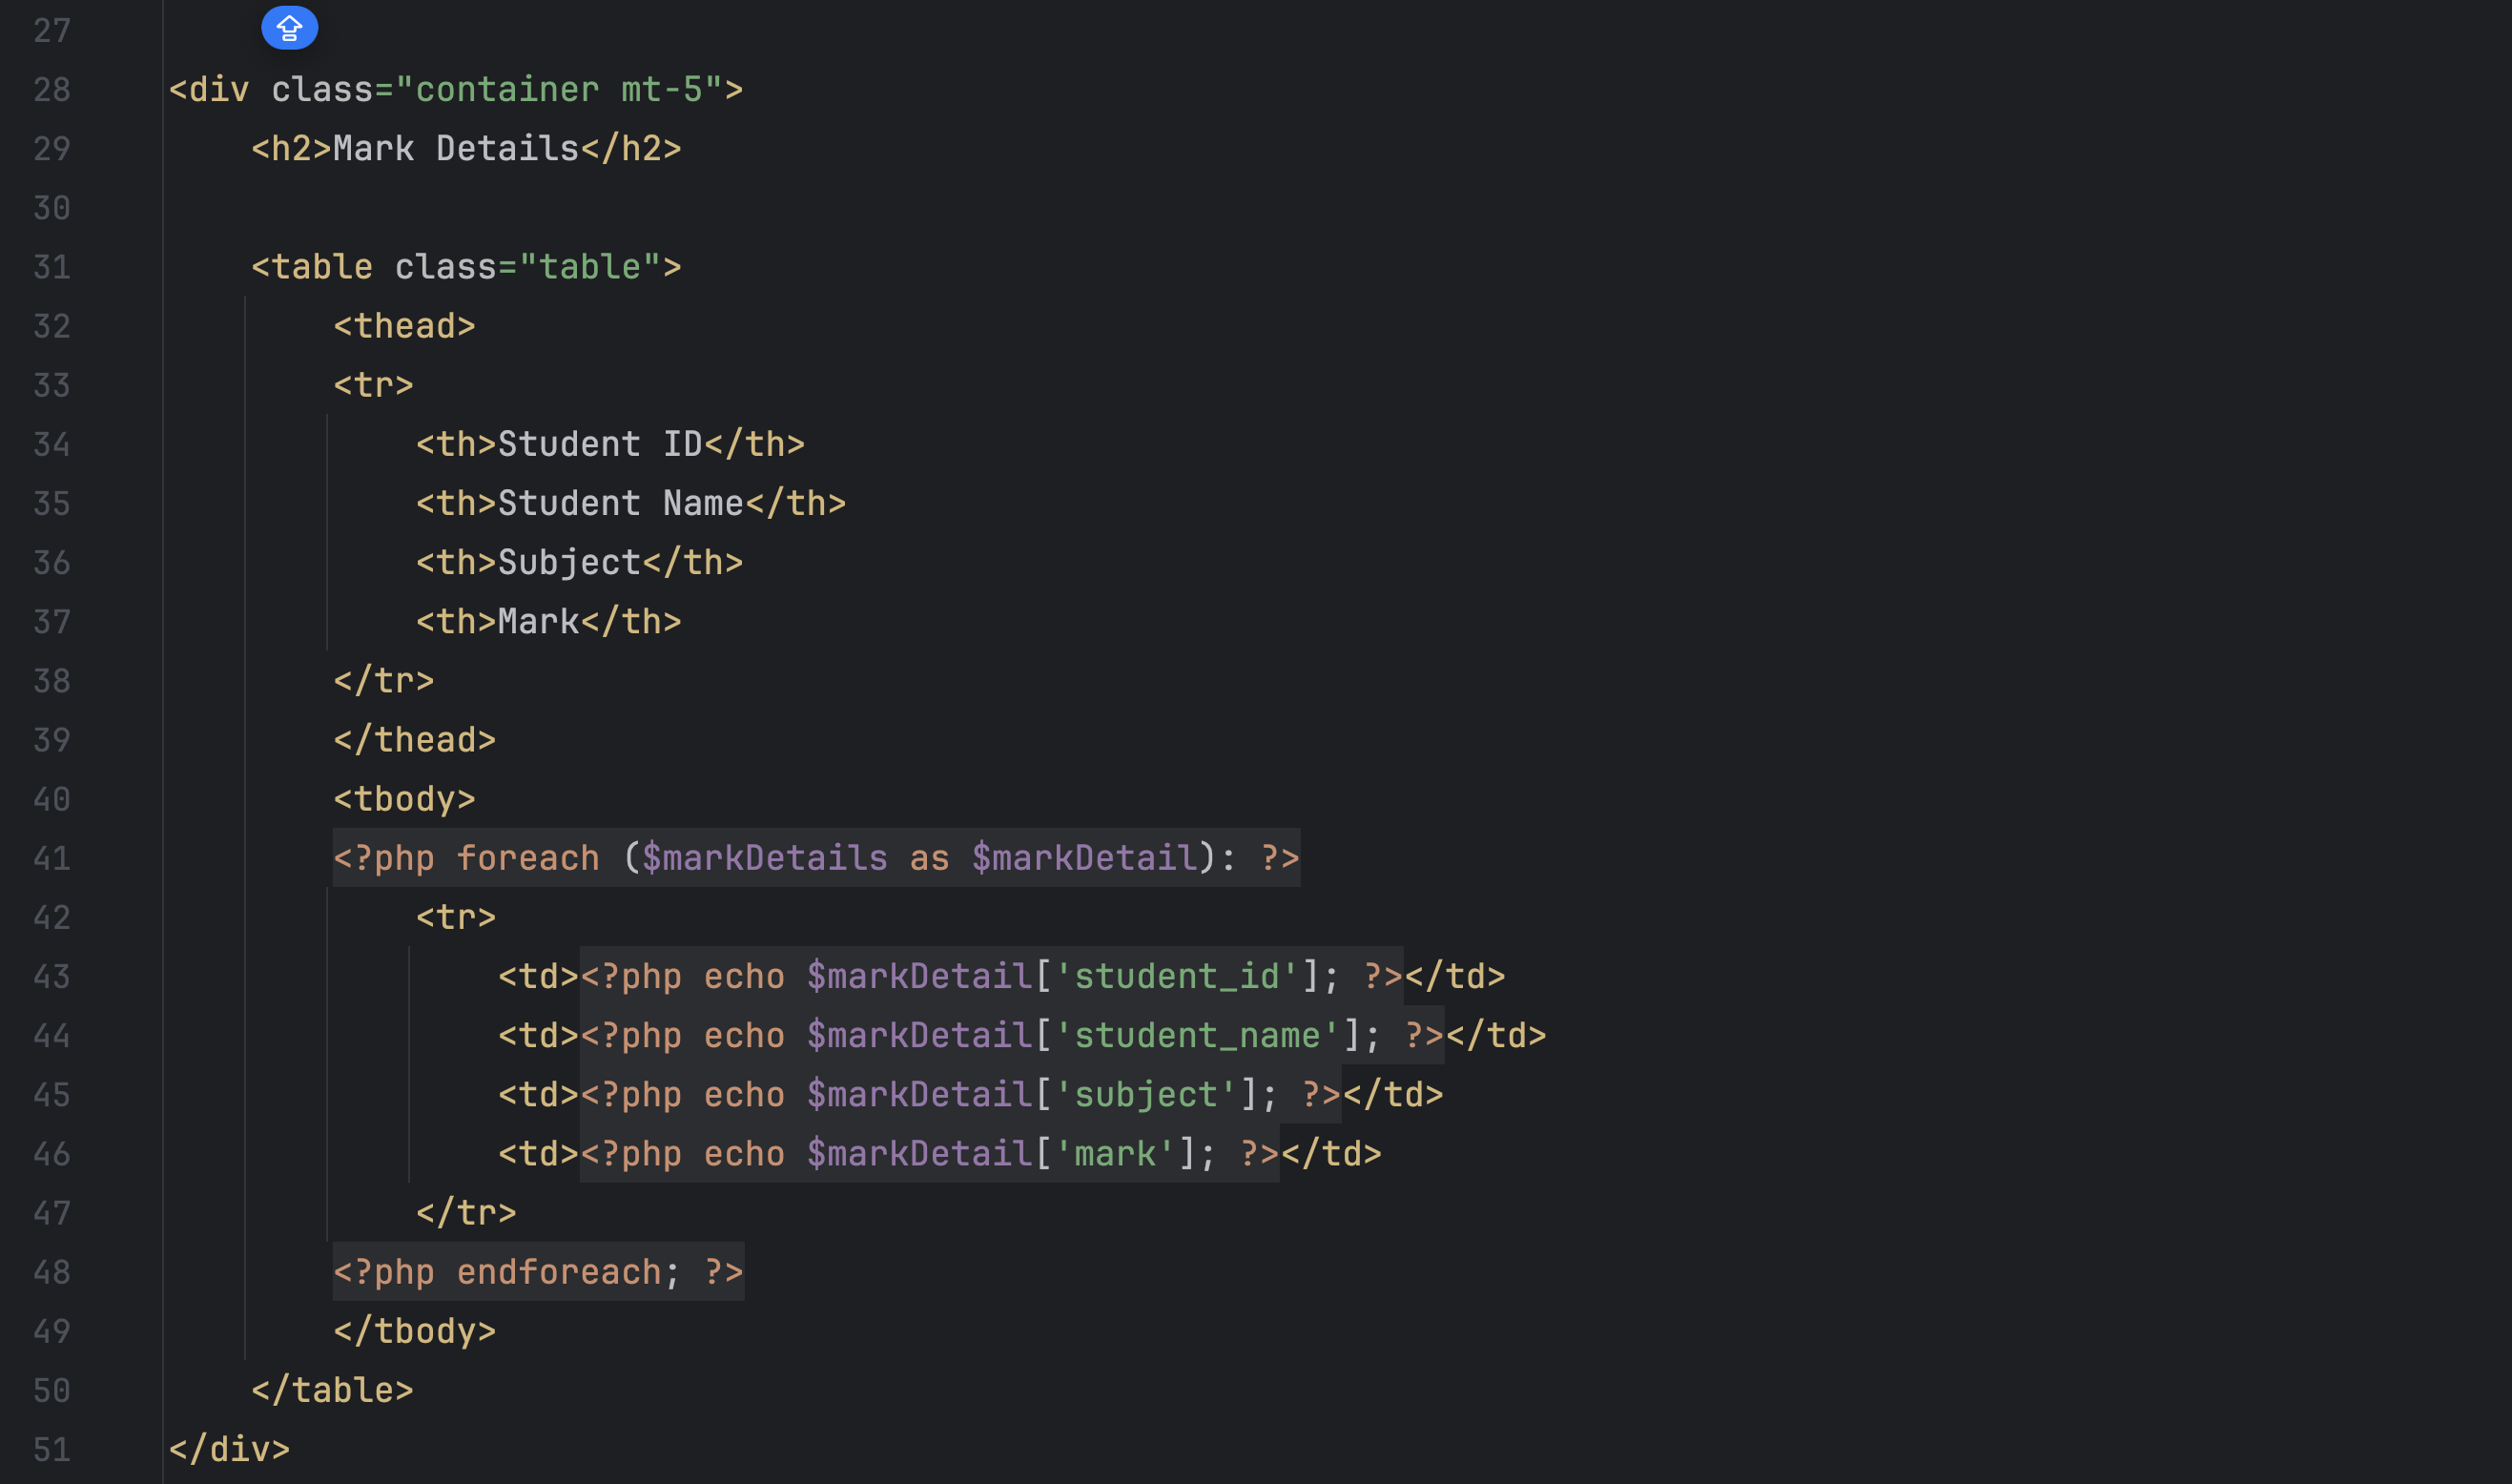 27
28 <div class="container mt-5">
29     <h2>Mark Details</h2>
30
31     <table class="table">
32         <thead>
33         <tr>
34             <th>Student ID</th>
35             <th>Student Name</th>
36             <th>Subject</th>
37             <th>Mark</th>
38         </tr>
39         </thead>
40         <tbody>
41         <?php foreach ($markDetails as $markDetail): ?>
42             <tr>
43                 <td><?php echo $markDetail['student_id']; ?></td>
44                 <td><?php echo $markDetail['student_name']; ?></td>
45                 <td><?php echo $markDetail['subject']; ?></td>
46                 <td><?php echo $markDetail['mark']; ?></td>
47             </tr>
48         <?php endforeach; ?>
49         </tbody>
50     </table>
51 </div>